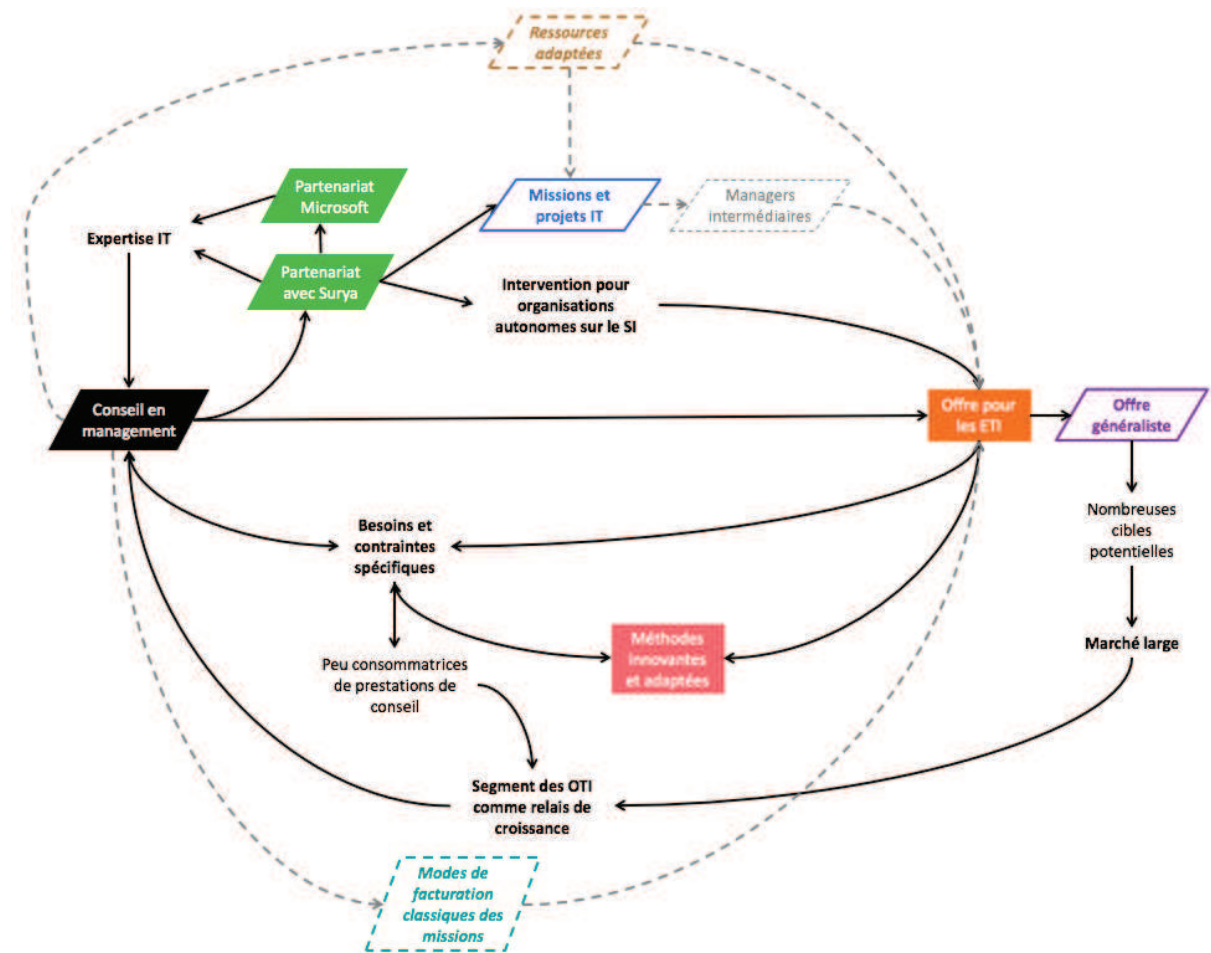 Ressources
adaptées
Partenariat
Microsoft
Missions et
projets IT
Managers
intermédiaires
Expertise IT
Partenariat
avec Surya
Intervention pour
organisations
autonomes sur le SI
Conseil en
management
Offre pour
les ETI
Offre
généraliste
Besoins et
contraintes
spécifiques
Nombreuses
cibles
potentielles
Méthodes
innovantes
et adaptées
Marché large
Peu consommatrices
de prestations de
conseil
Segment des OTI
comme relais de
croissance
Modes de
facturation
classiques des
missions